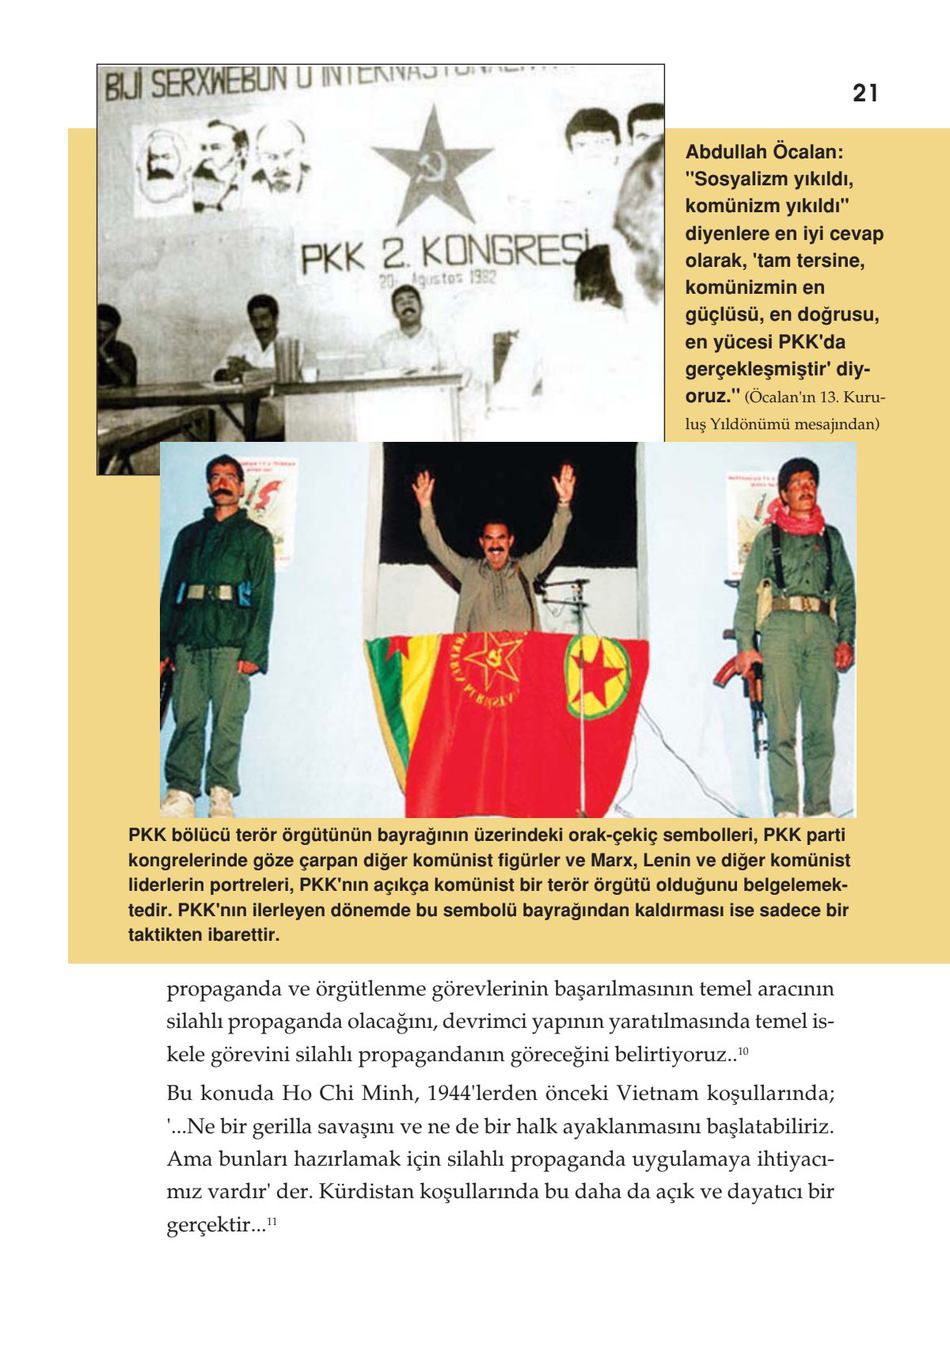 21
BIJI SERXWEBUN U INTERNASYONAL
PKK 2. KONGRESİ
20 Ağustos 1982
Abdullah Öcalan:
"Sosyalizm yıkıldı,
komünizm yıkıldı"
diyenlere en iyi cevap
olarak, 'tam tersine,
komünizmin en
güçlüsü, en doğrusu,
en yücesi PKK'da
gerçekleşmiştir' diy-
oruz." (Öcalan'ın 13. Kuru-
luş Yıldönümü mesajından)
PKK bölücü terör örgütünün bayrağının üzerindeki orak-çekiç sembolleri, PKK parti
kongrelerinde göze çarpan diğer komünist figürler ve Marx, Lenin ve diğer komünist
liderlerin portreleri, PKK'nın açıkça komünist bir terör örgütü olduğunu belgelemek-
tedir. PKK'nın ilerleyen dönemde bu sembolü bayrağından kaldırması ise sadece bir
taktikten ibarettir.
propaganda ve örgütlenme görevlerinin başarılmasının temel aracının
silahlı propaganda olacağını, devrimci yapının yaratılmasında temel is-
kele görevini silahlı propagandanın göreceğini belirtiyoruz..10
Bu konuda Ho Chi Minh, 1944'lerden önceki Vietnam koşullarında;
'...Ne bir gerilla savaşını ve ne de bir halk ayaklanmasını başlatabiliriz.
Ama bunları hazırlamak için silahlı propaganda uygulamaya ihtiyacı-
mız vardır' der. Kürdistan koşullarında bu daha da açık ve dayatıcı bir
gerçektir...11